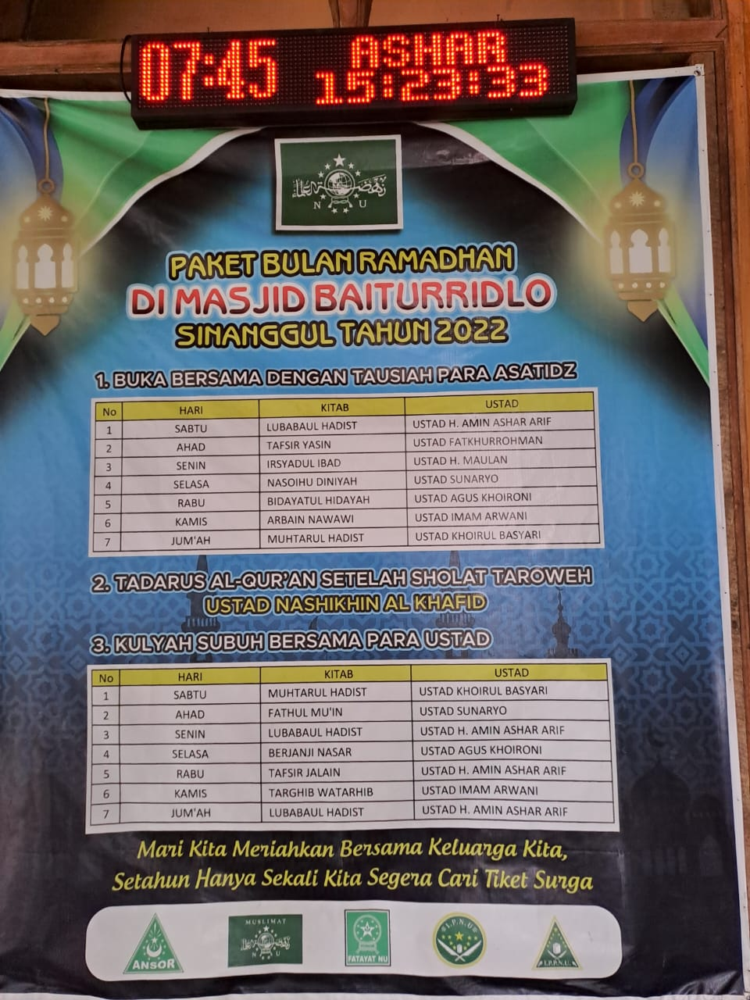 07:45 ASHAR
15:23:33
N U
PAKET BULAN RAMADHAN
DI MASJID BAITURRIDLO
SINANGGUL TAHUN 2022
1. BUKA BERSAMA DENGAN TAUSIAH PARA ASATIDZ
No HARI KITAB USTAD
1 SABTU LUBABAUL HADIST USTAD H. AMIN ASHAR ARIF
2 AHAD TAFSIR YASIN USTAD FATKHURROHMAN
3 SENIN IRSYADUL IBAD USTAD H. MAULAN
4 SELASA NASOIHU DINIYAH USTAD SUNARYO
5 RABU BIDAYATUL HIDAYAH USTAD AGUS KHOIRONI
6 KAMIS ARBAIN NAWAWI USTAD IMAM ARWANI
7 JUM'AH MUHTARUL HADIST USTAD KHOIRUL BASYARI
2. TADARUS AL-QUR'AN SETELAH SHOLAT TAROWEH
USTAD NASHIKHIN AL KHAFID
3. KULYAH SUBUH BERSAMA PARA USTAD
No HARI KITAB USTAD
1 SABTU MUHTARUL HADIST USTAD KHOIRUL BASYARI
2 AHAD FATHUL MU'IN USTAD SUNARYO
3 SENIN LUBABAUL HADIST USTAD H. AMIN ASHAR ARIF
4 SELASA BERJANJI NASAR USTAD AGUS KHOIRONI
5 RABU TAFSIR JALAIN USTAD H. AMIN ASHAR ARIF
6 KAMIS TARGHIB WATARHIB USTAD IMAM ARWANI
7 JUM'AH LUBABAUL HADIST USTAD H. AMIN ASHAR ARIF
Mari Kita Meriahkan Bersama Keluarga Kita,
Setahun Hanya Sekali Kita Segera Cari Tiket Surga
ANSOR
MUSLIMAT
N U
FATAYAT NU
I.P.N.U
I.P.P.N.U.